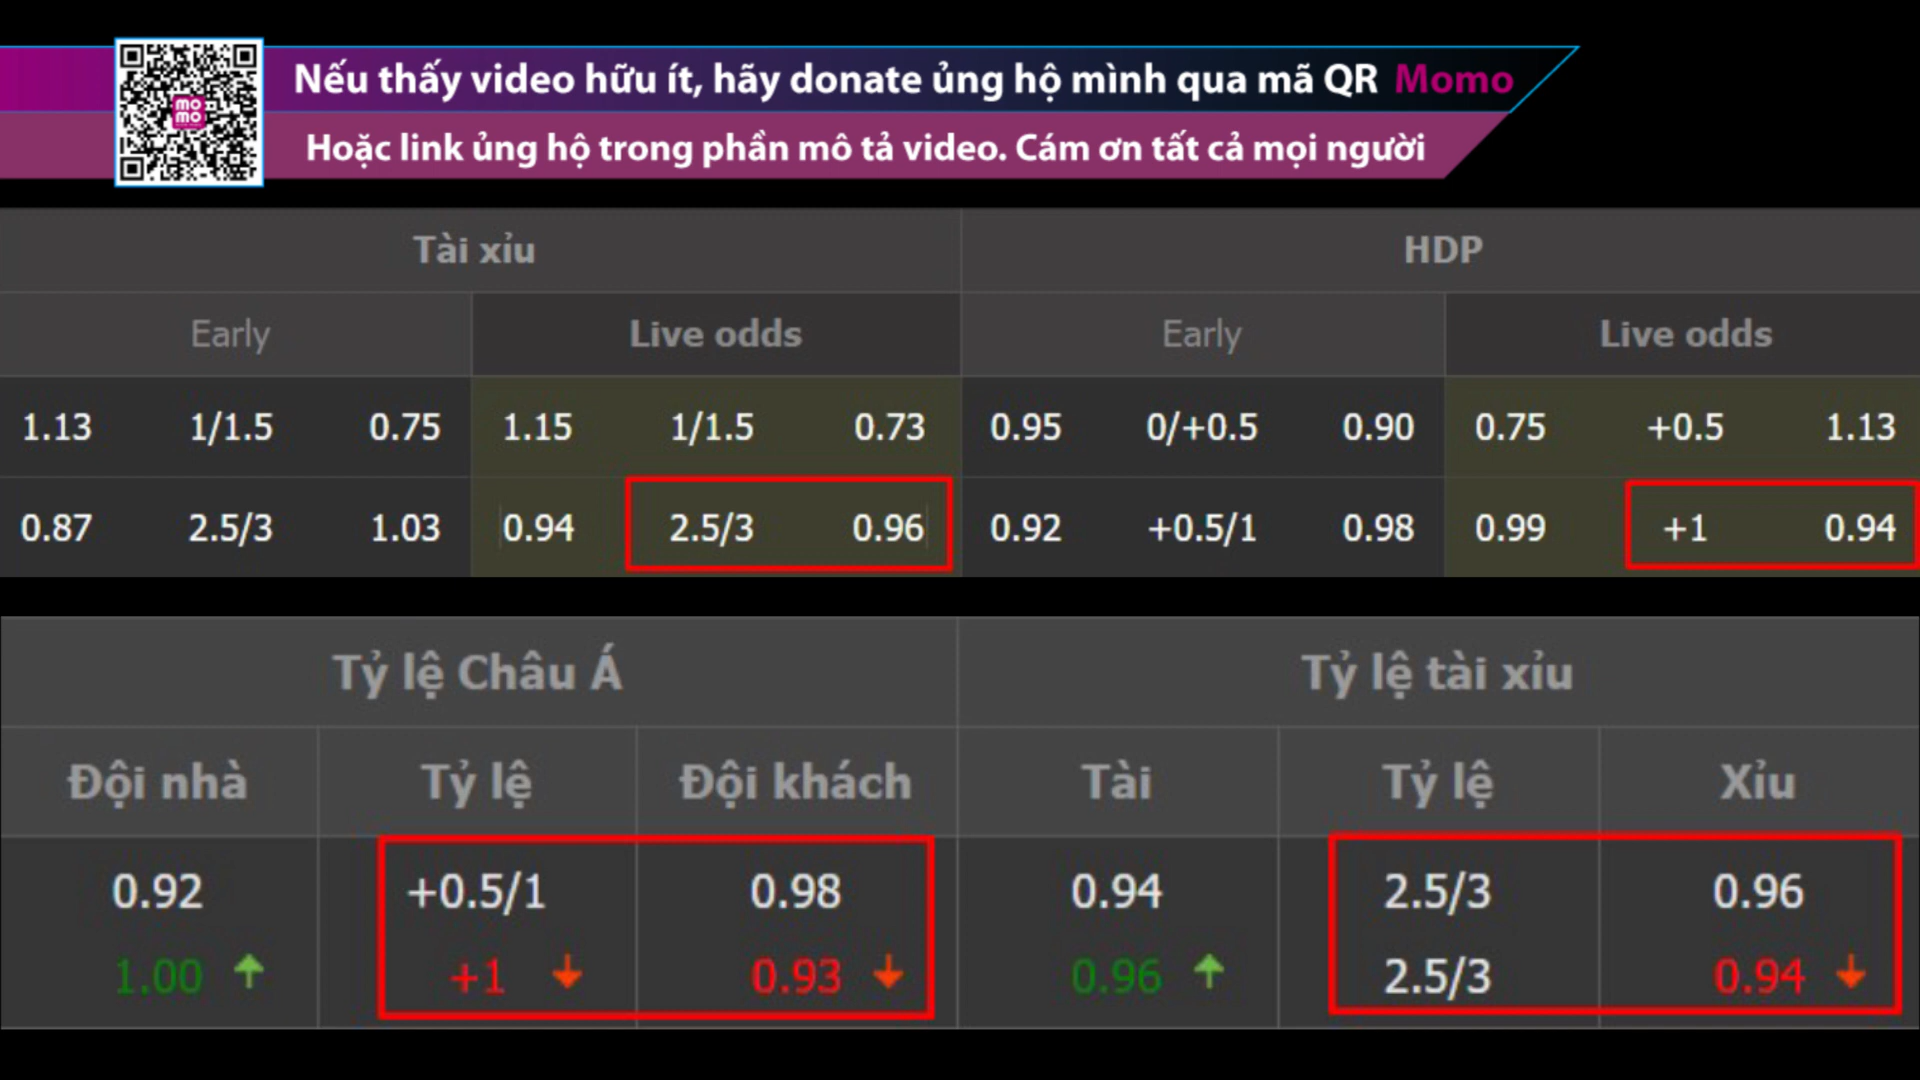 Nếu thấy video hữu ít, hãy donate ủng hộ mình qua mã QR Momo
mo
mo
Hoặc link ủng hộ trong phần mô tả video. Cám ơn tất cả mọi người
Tài xỉu HDP
Early Live odds Early Live odds
1.13 1/1.5 0.75 1.15 1/1.5 0.73 0.95 0/+0.5 0.90 0.75 +0.5 1.13
0.87 2.5/3 1.03 0.94 2.5/3 0.96 0.92 +0.5/1 0.98 0.99 +1 0.94
Tỷ lệ Châu Á Tỷ lệ tài xỉu
Đội nhà Tỷ lệ Đội khách Tài Tỷ lệ Xỉu
0.92 +0.5/1 0.98 0.94 2.5/3 0.96
1.00 +1 0.93 0.96 2.5/3 0.94